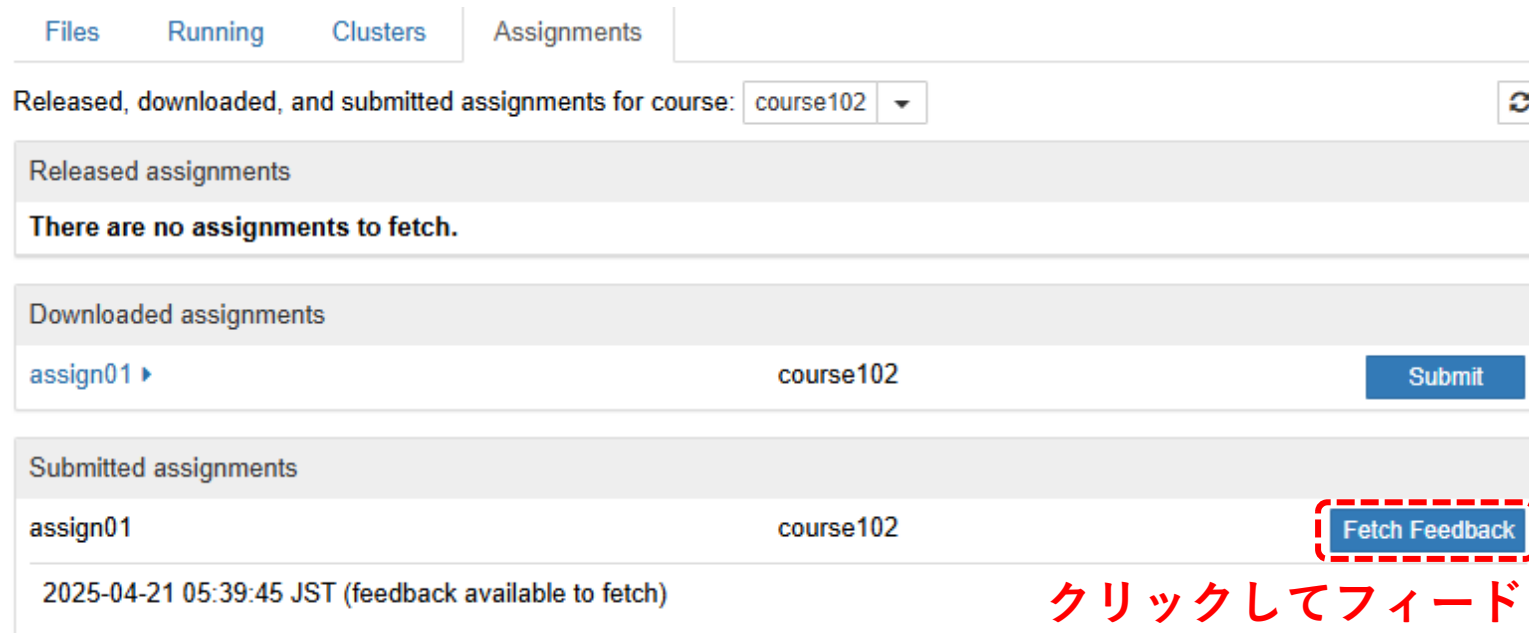 Files Running Clusters Assignments
Released, downloaded, and submitted assignments for course: course102
Released assignments
There are no assignments to fetch.
Downloaded assignments
assign01 course102 Submit
Submitted assignments
assign01 course102 Fetch Feedback
2025-04-21 05:39:45 JST (feedback available to fetch)
クリックしてフィード